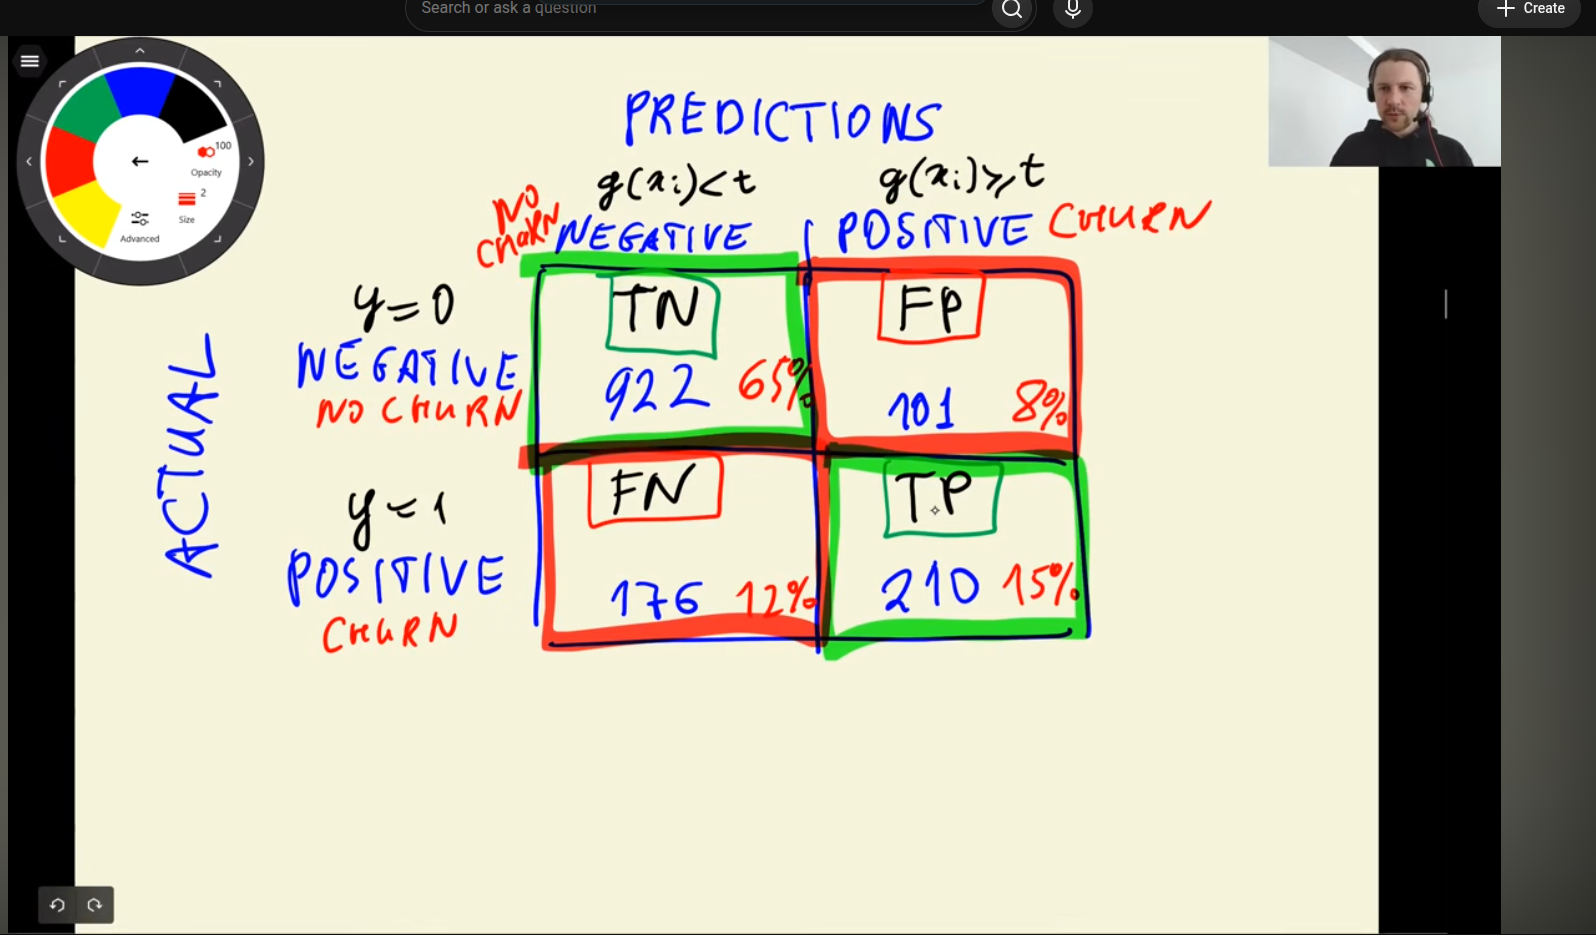 Search or ask a question
Create
100
Opacity
2
Size
Advanced
PREDICTIONS
g(xi)<t
g(xi)⩾t
NO
CHURN
NEGATIVE
POSITIVE CHURN
ACTUAL
y=0
NEGATIVE
NO CHURN
TN
922 65%
FP
101 8%
y=1
POSITIVE
CHURN
FN
176 12%
TP
210 15%